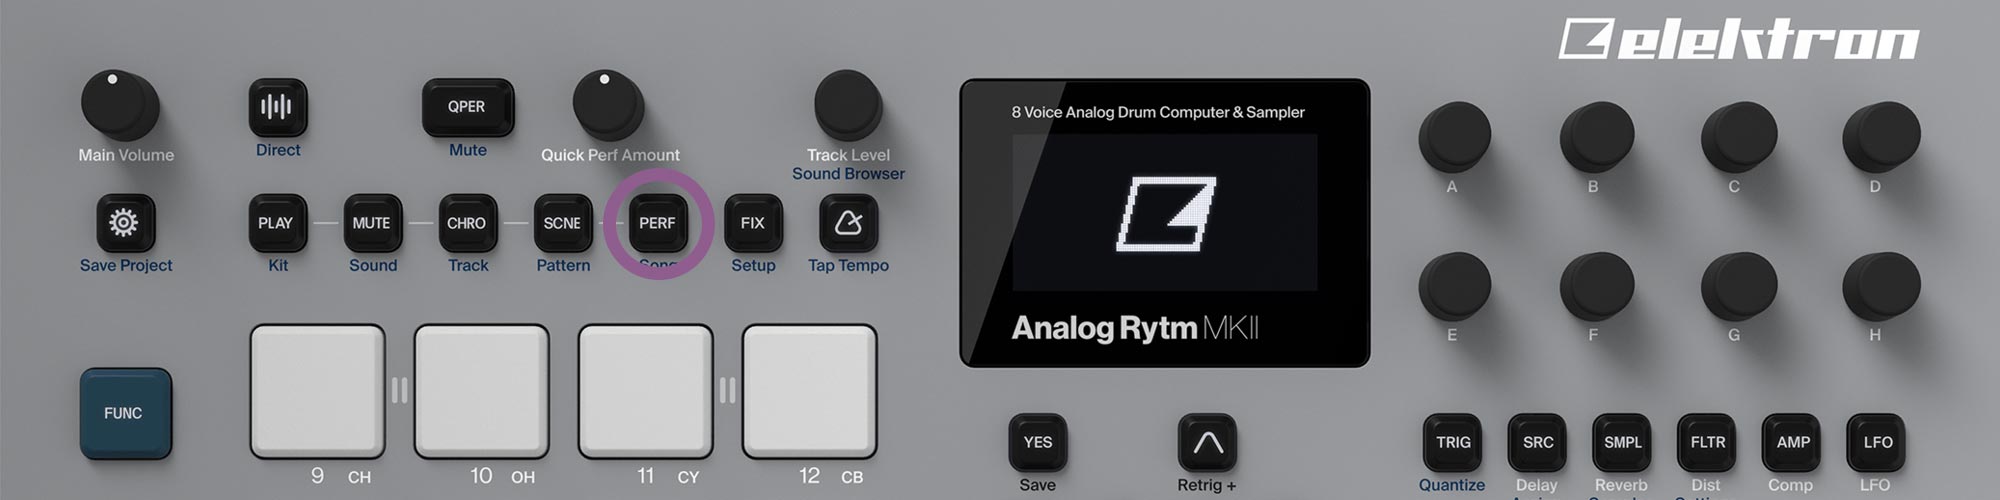 elektron
8 Voice Analog Drum Computer & Sampler
QPER
Main Volume
Direct
Mute
Quick Perf Amount
Track Level
Sound Browser
A B C D
PLAY MUTE CHRO SCNE PERF FIX
Save Project Kit Sound Track Pattern Song Setup Tap Tempo
Analog Rytm MKII
E F G H
FUNC
YES
TRIG SRC SMPL FLTR AMP LFO
9 CH 10 OH 11 CY 12 CB
Save Retrig +
Quantize Delay Reverb Dist Comp LFO